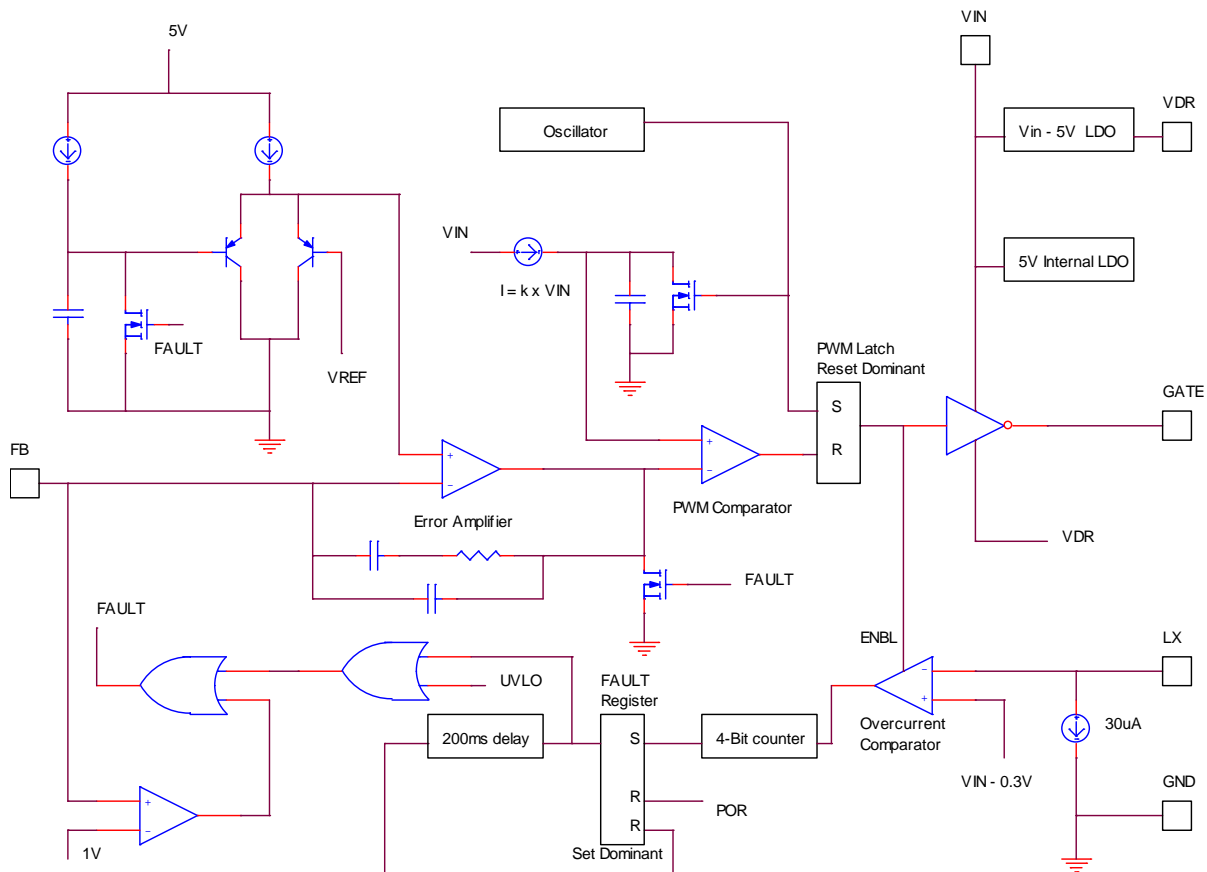 VIN
5V
VDR
Oscillator
Vin - 5V LDO
VIN
5V Internal LDO
I = k x VIN
FAULT
VREF
PWM Latch
Reset Dominant
GATE
S
R
FB
+
-
+
-
PWM Comparator
Error Amplifier
VDR
FAULT
FAULT
ENBL
LX
UVLO
FAULT
Register
-
+
Overcurrent
Comparator
30uA
200ms delay
S
4-Bit counter
VIN - 0.3V
GND
R
POR
R
+
-
1V
Set Dominant